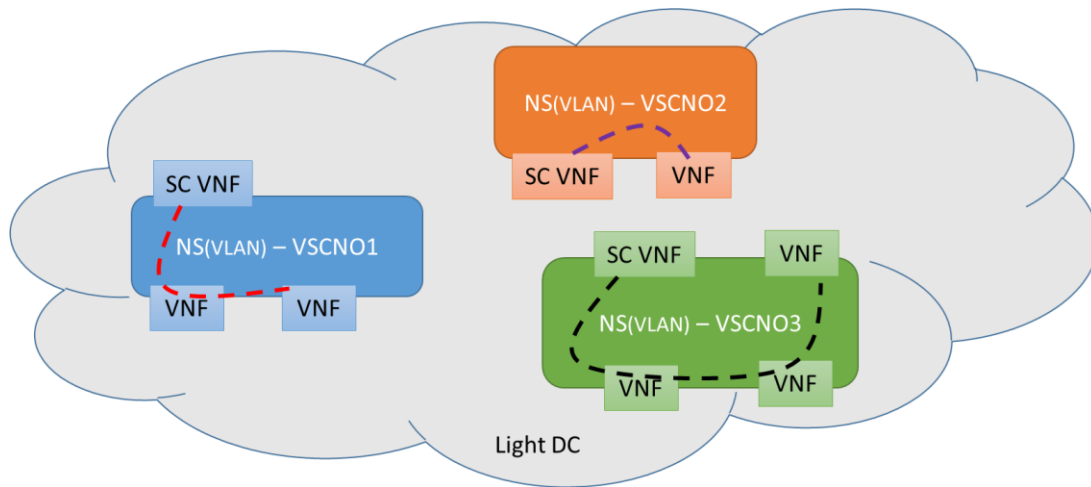 NS(VLAN) – VSCNO2
SC VNF
VNF
SC VNF
NS(VLAN) – VSCNO1
VNF
VNF
SC VNF
VNF
NS(VLAN) – VSCNO3
VNF
VNF
Light DC